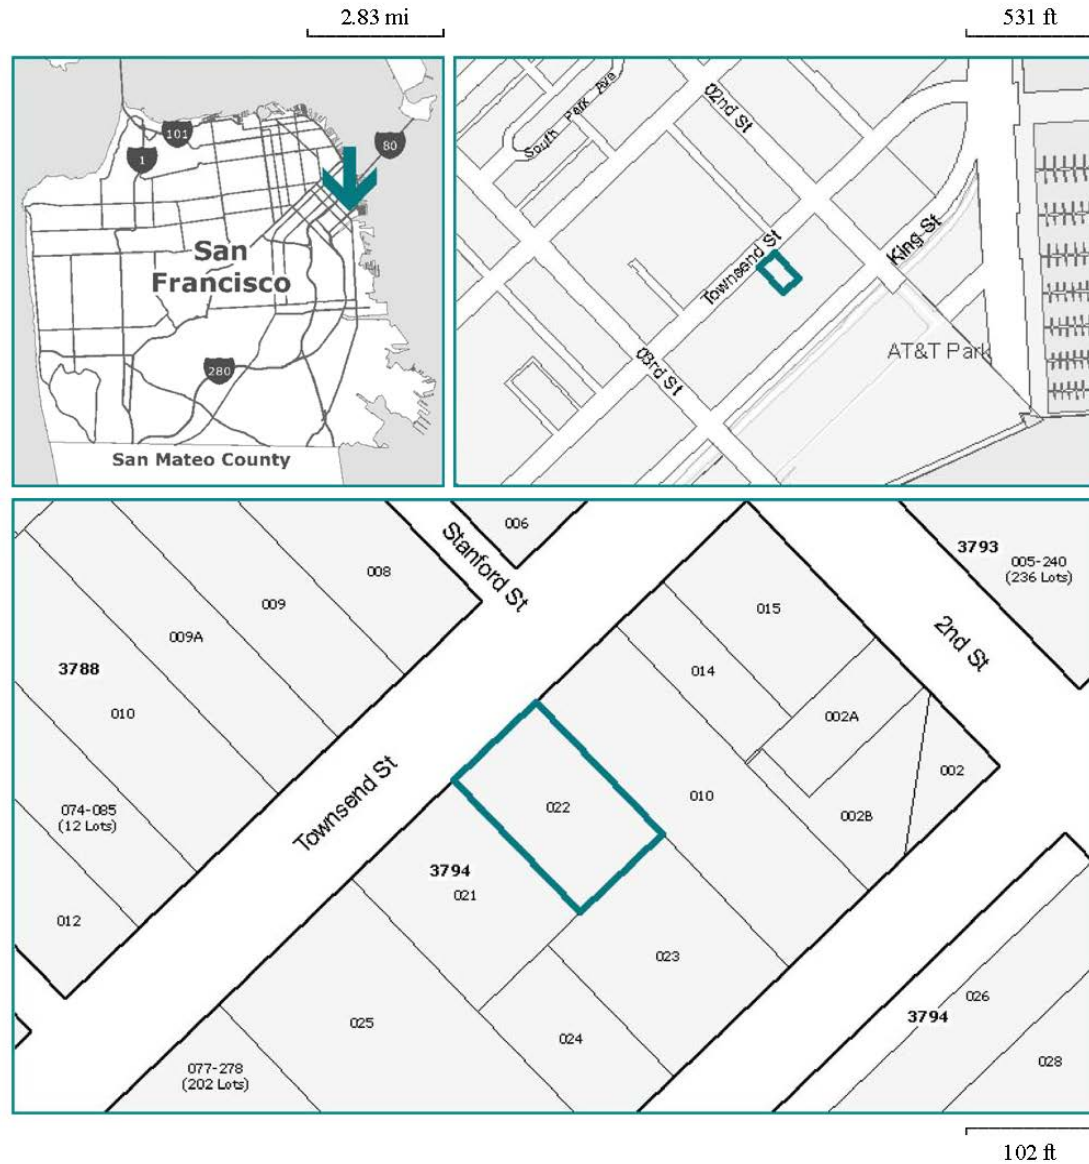 2.83 mi
531 ft
101
1
80
San
Francisco
280
San Mateo County
South Park Ave
02nd St
Townsend St
King St
03rd St
AT&T Park
006
Stanford St
008
009
009A
3788
010
074-085
(12 Lots)
012
Townsend St
3793
005-240
(236 Lots)
2nd St
015
014
002A
002
002B
010
022
3794
021
023
024
025
077-278
(202 Lots)
026
3794
028
102 ft